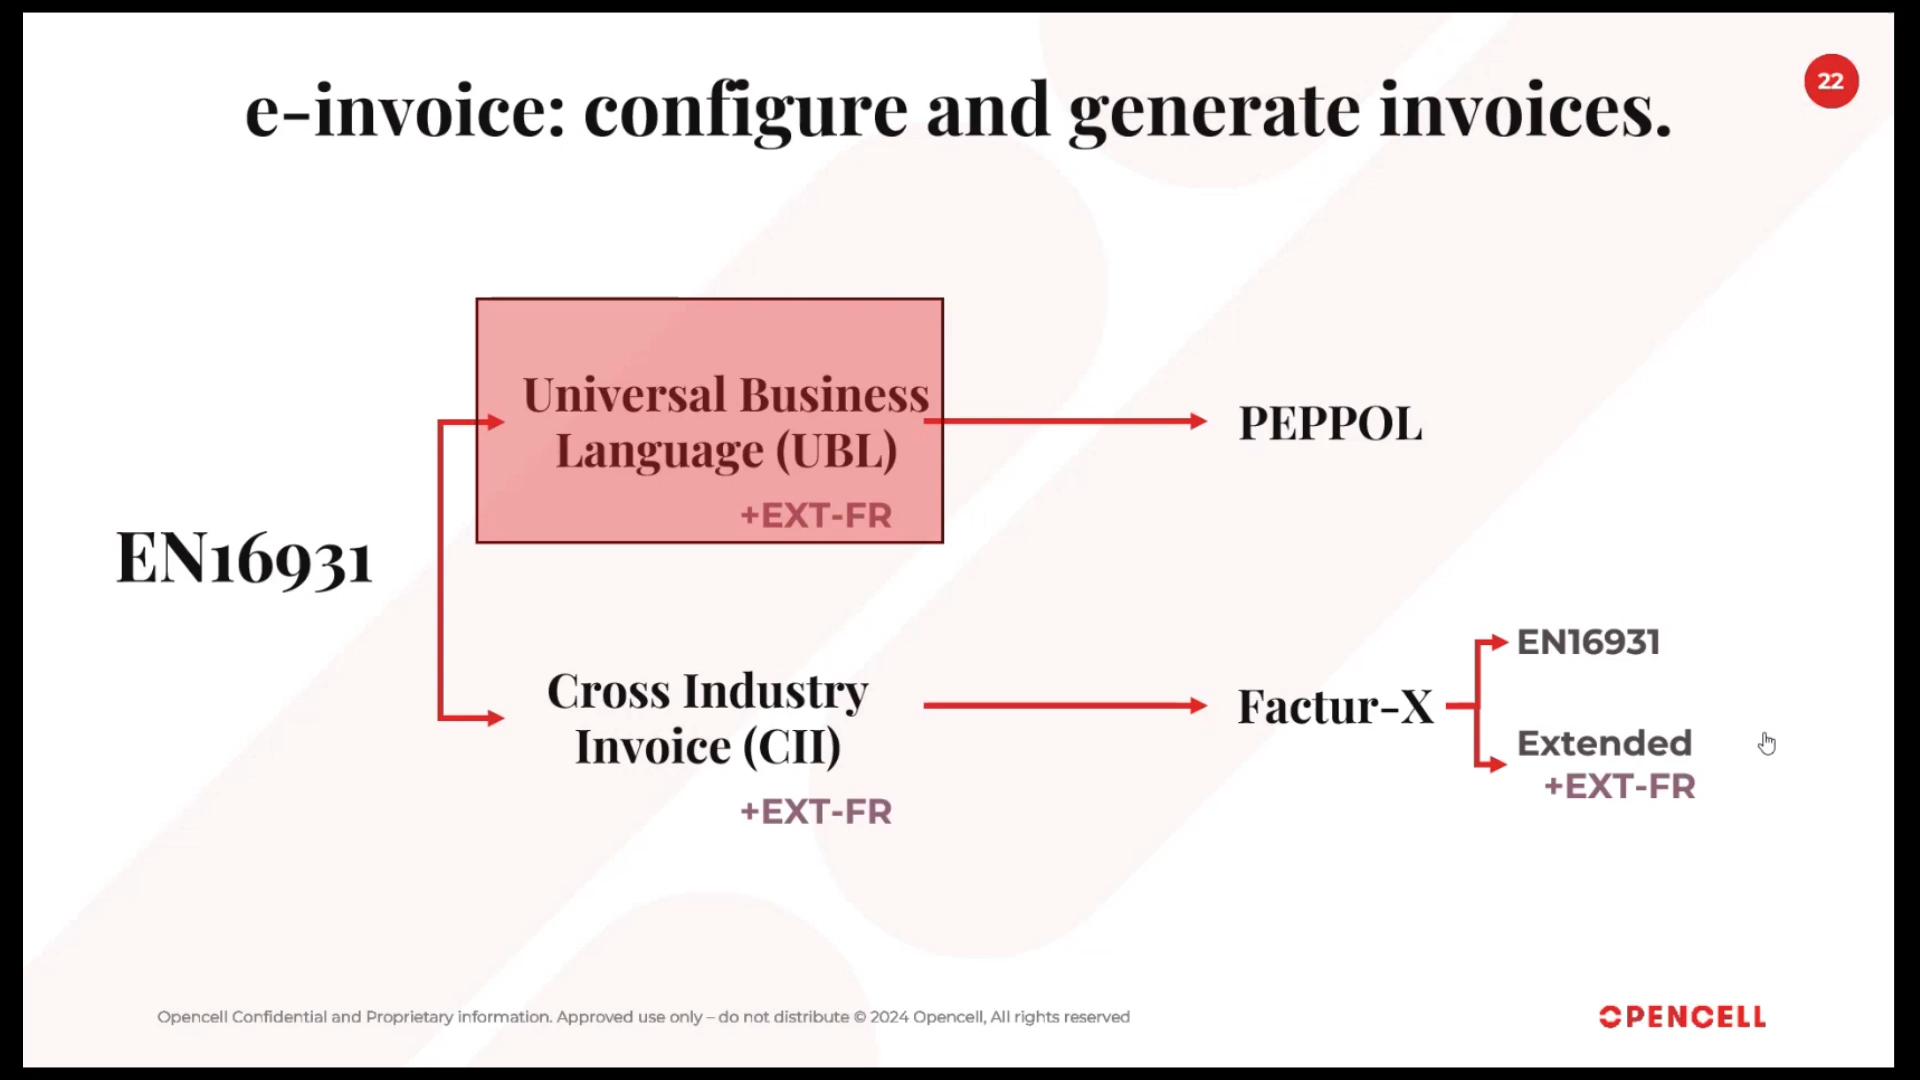 22
e-invoice: configure and generate invoices.
Universal Business
Language (UBL)
+EXT-FR
PEPPOL
EN16931
Cross Industry
Invoice (CII)
+EXT-FR
Factur-X
EN16931
Extended
+EXT-FR
Opencell Confidential and Proprietary information. Approved use only – do not distribute © 2024 Opencell, All rights reserved
OPENCELL